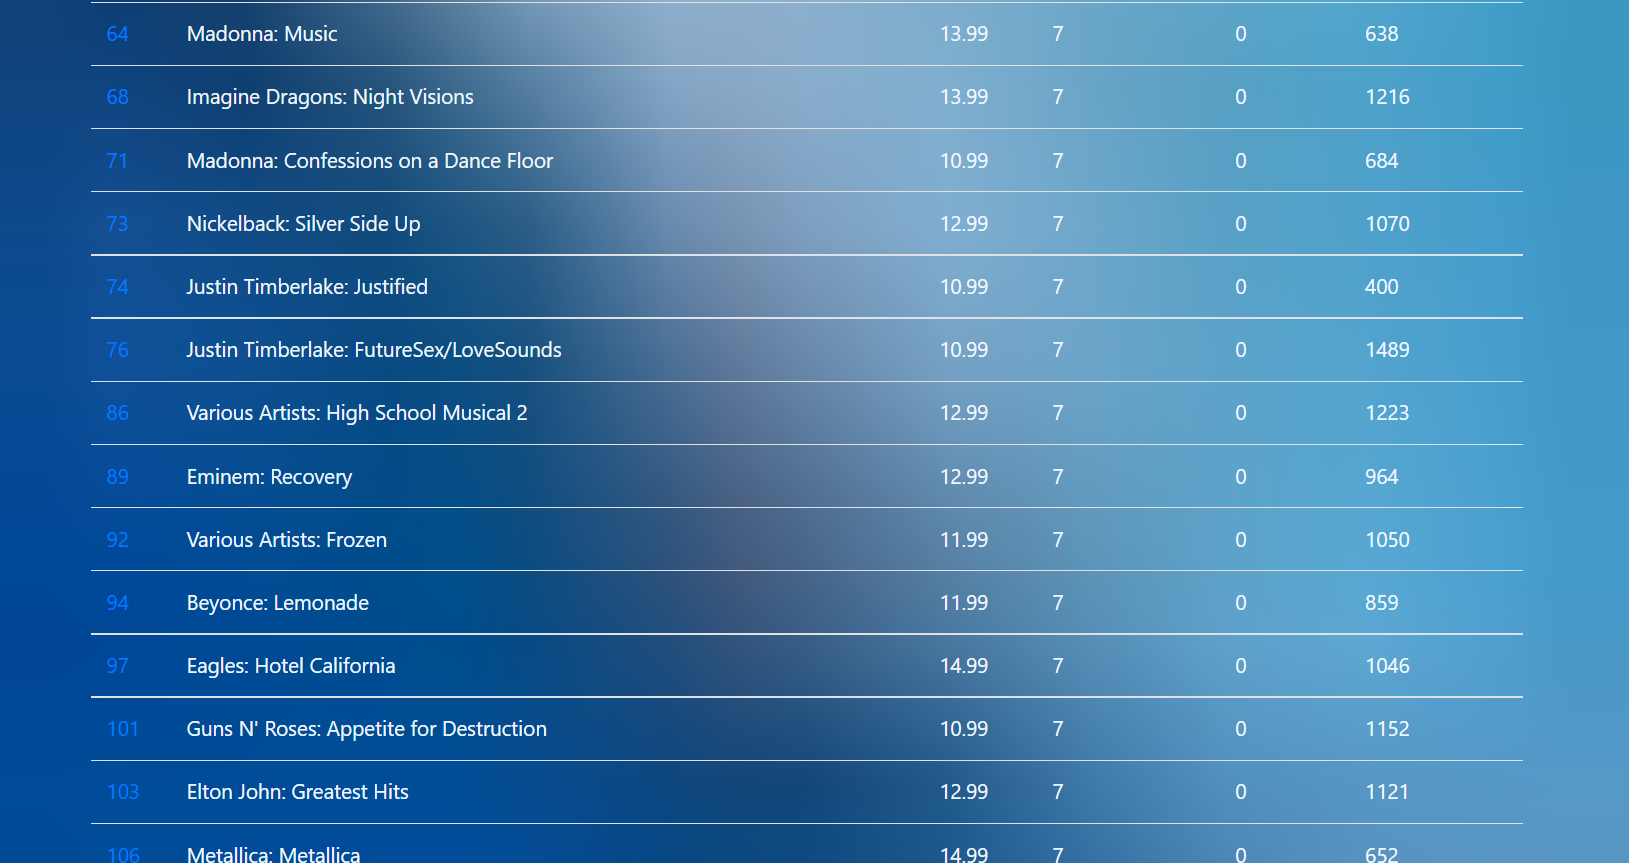 64 Madonna: Music 13.99 7 0 638
68 Imagine Dragons: Night Visions 13.99 7 0 1216
71 Madonna: Confessions on a Dance Floor 10.99 7 0 684
73 Nickelback: Silver Side Up 12.99 7 0 1070
74 Justin Timberlake: Justified 10.99 7 0 400
76 Justin Timberlake: FutureSex/LoveSounds 10.99 7 0 1489
86 Various Artists: High School Musical 2 12.99 7 0 1223
89 Eminem: Recovery 12.99 7 0 964
92 Various Artists: Frozen 11.99 7 0 1050
94 Beyonce: Lemonade 11.99 7 0 859
97 Eagles: Hotel California 14.99 7 0 1046
101 Guns N' Roses: Appetite for Destruction 10.99 7 0 1152
103 Elton John: Greatest Hits 12.99 7 0 1121
106 Metallica: Metallica 14.99 7 0 652